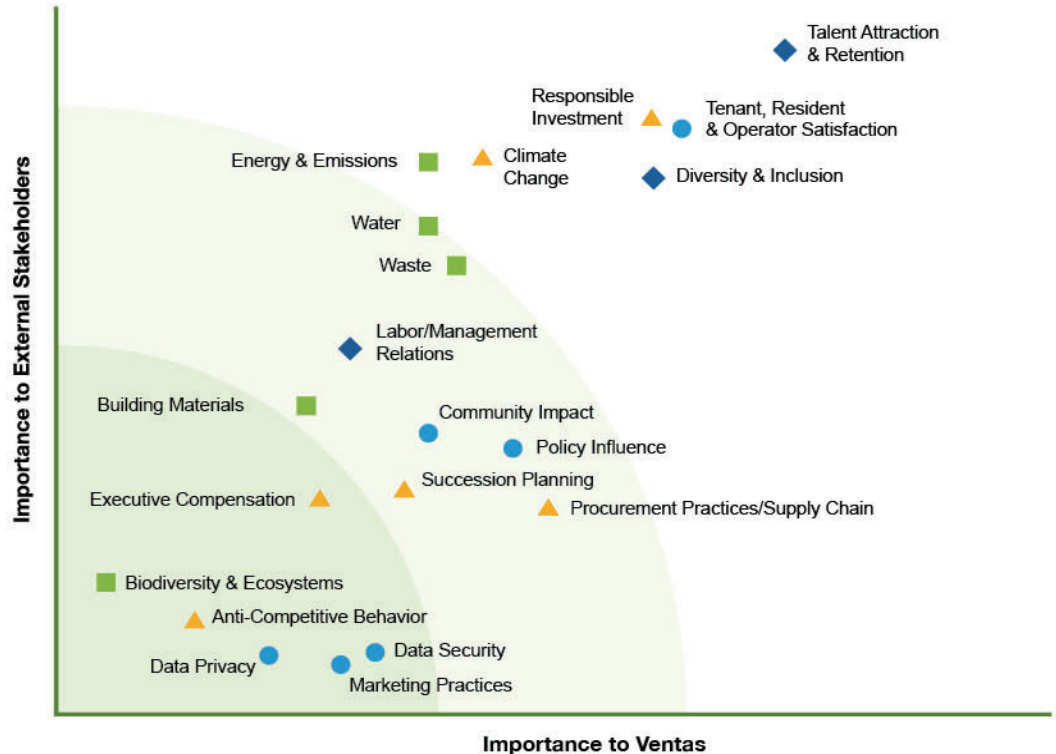 Talent Attraction
& Retention
Responsible
Investment
Tenant, Resident
& Operator Satisfaction
Energy & Emissions
Climate
Change
Diversity & Inclusion
Water
Waste
Labor/Management
Relations
Building Materials
Community Impact
Policy Influence
Succession Planning
Executive Compensation
Procurement Practices/Supply Chain
Biodiversity & Ecosystems
Anti-Competitive Behavior
Data Security
Data Privacy
Marketing Practices
Importance to External Stakeholders
Importance to Ventas